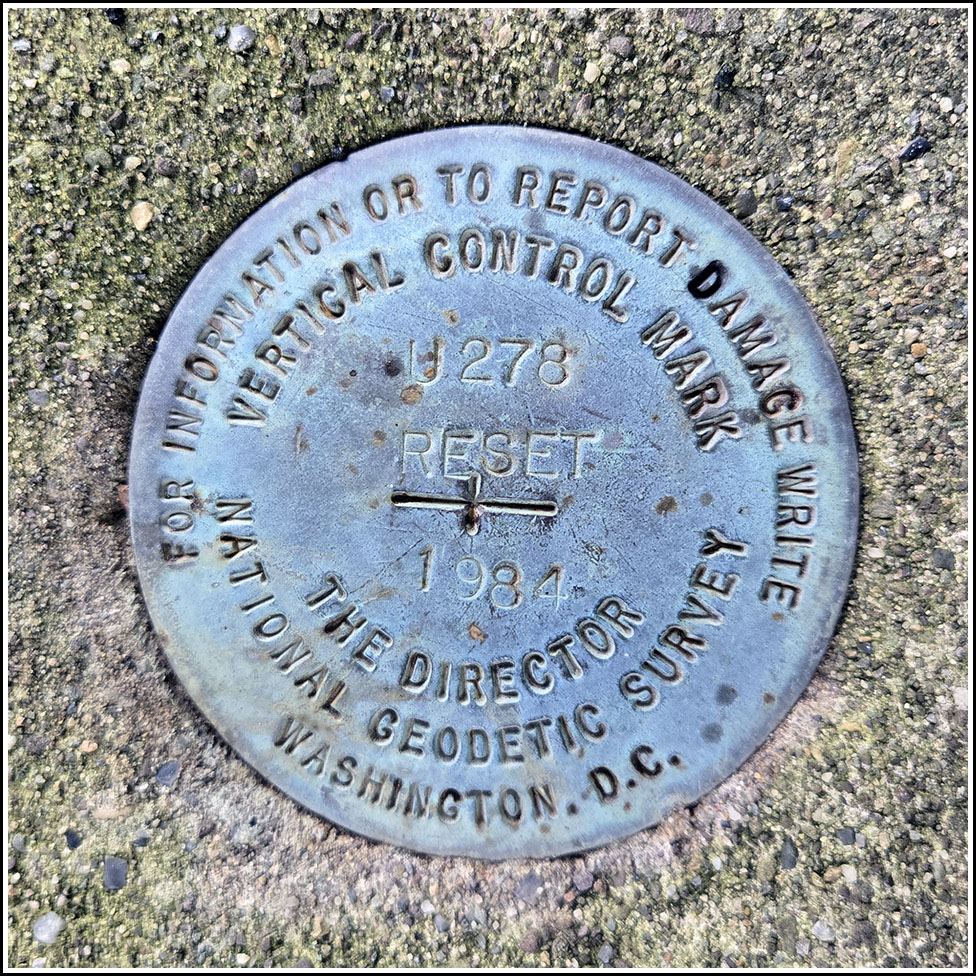 FOR INFORMATION OR TO REPORT DAMAGE WRITE
VERTICAL CONTROL MARK
U 278
RESET
1984
THE DIRECTOR
NATIONAL GEODETIC SURVEY
WASHINGTON. D.C.